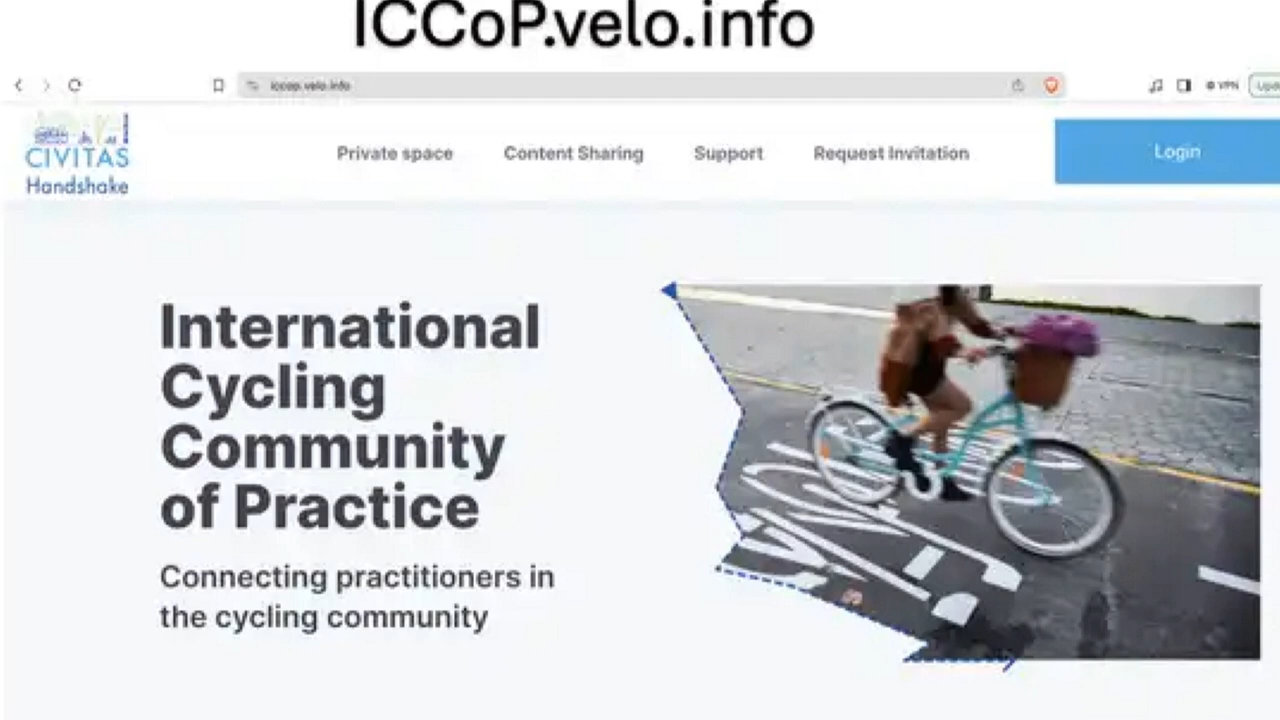 ICCoP.velo.info
iccop.velo.info
VPN
CIVITAS
Handshake
Private space
Content Sharing
Support
Request Invitation
Login
International
Cycling
Community
of Practice
Connecting practitioners in
the cycling community